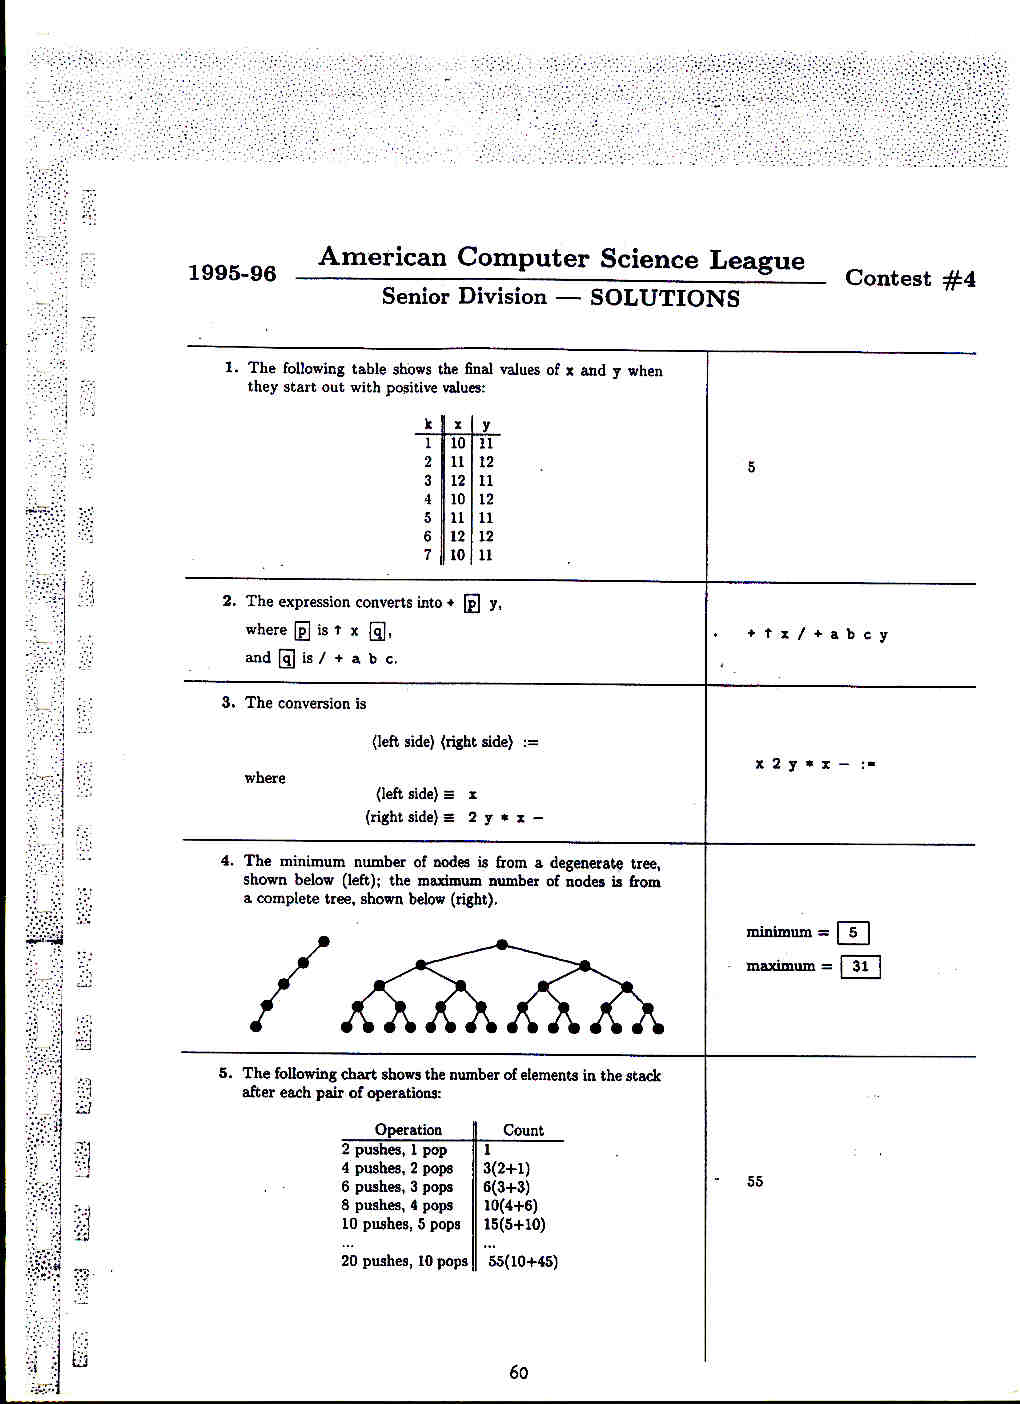 1995-96
American Computer Science League
Contest #4
Senior Division — SOLUTIONS
1. The following table shows the final values of x and y when
they start out with positive values:
k x y
1 10 11
2 11 12
3 12 11
4 10 12
5 11 11
6 12 12
7 10 11
5
2. The expression converts into + p y,
where p is ↑ x q,
and q is / + a b c.
+ ↑ x / + a b c y
3. The conversion is
⟨left side⟩ ⟨right side⟩ :=
where
⟨left side⟩ ≡ x
⟨right side⟩ ≡ 2 y * x −
x 2 y * x − :=
4. The minimum number of nodes is from a degenerate tree,
shown below (left); the maximum number of nodes is from
a complete tree, shown below (right).
minimum = 5
maximum = 31
5. The following chart shows the number of elements in the stack
after each pair of operations:
Operation Count
2 pushes, 1 pop 1
4 pushes, 2 pops 3(2+1)
6 pushes, 3 pops 6(3+3)
8 pushes, 4 pops 10(4+6)
10 pushes, 5 pops 15(5+10)
... ...
20 pushes, 10 pops 55(10+45)
55
60